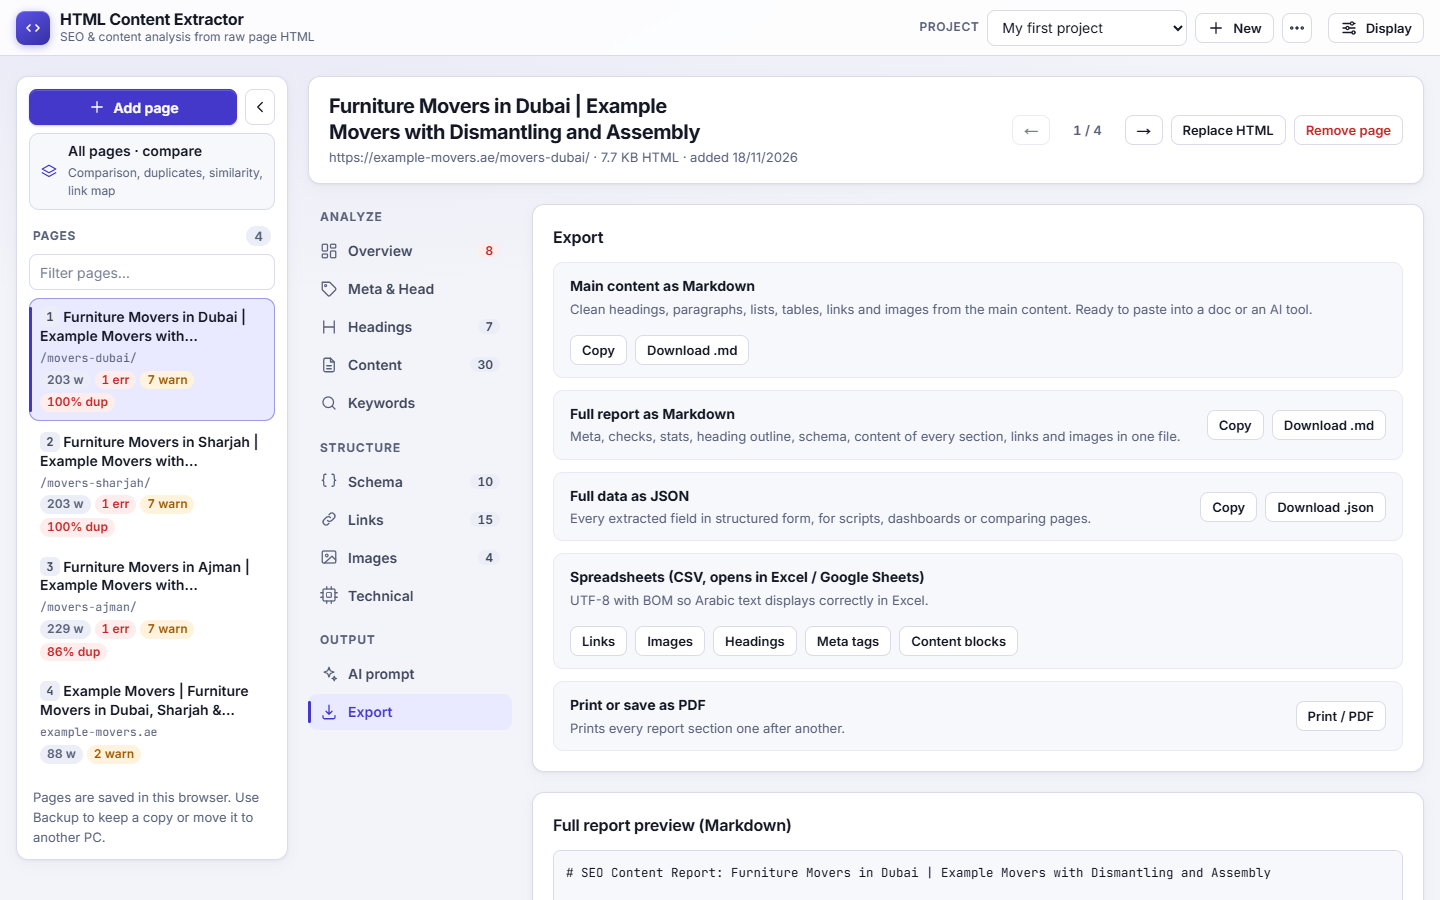 HTML Content Extractor
SEO & content analysis from raw page HTML
PROJECT
My first project
New
Display
Add page
All pages · compare
Comparison, duplicates, similarity,
link map
PAGES
4
Filter pages...
1 Furniture Movers in Dubai |
Example Movers with...
/movers-dubai/
203 w 1 err 7 warn
100% dup
2 Furniture Movers in Sharjah |
Example Movers with...
/movers-sharjah/
203 w 1 err 7 warn
100% dup
3 Furniture Movers in Ajman |
Example Movers with...
/movers-ajman/
229 w 1 err 7 warn
86% dup
4 Example Movers | Furniture
Movers in Dubai, Sharjah &...
example-movers.ae
88 w 2 warn
Pages are saved in this browser. Use
Backup to keep a copy or move it to
another PC.
Furniture Movers in Dubai | Example
Movers with Dismantling and Assembly
https://example-movers.ae/movers-dubai/ · 7.7 KB HTML · added 18/11/2026
← 1 / 4 → Replace HTML Remove page
ANALYZE
Overview 8
Meta & Head
Headings 7
Content 30
Keywords
STRUCTURE
Schema 10
Links 15
Images 4
Technical
OUTPUT
AI prompt
Export
Export
Main content as Markdown
Clean headings, paragraphs, lists, tables, links and images from the main content. Ready to paste into a doc or an AI tool.
Copy Download .md
Full report as Markdown
Meta, checks, stats, heading outline, schema, content of every section, links and images in one file.
Copy Download .md
Full data as JSON
Every extracted field in structured form, for scripts, dashboards or comparing pages.
Copy Download .json
Spreadsheets (CSV, opens in Excel / Google Sheets)
UTF-8 with BOM so Arabic text displays correctly in Excel.
Links Images Headings Meta tags Content blocks
Print or save as PDF
Prints every report section one after another.
Print / PDF
Full report preview (Markdown)
# SEO Content Report: Furniture Movers in Dubai | Example Movers with Dismantling and Assembly